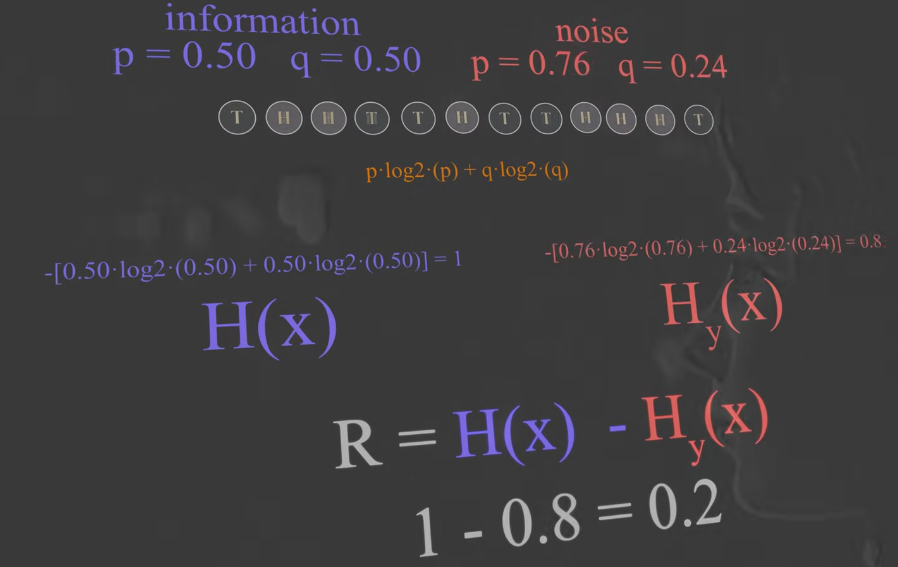 information
p = 0.50 q = 0.50
noise
p = 0.76 q = 0.24
T H H T T H T T H H H T
p·log2·(p) + q·log2·(q)
-[0.50·log2·(0.50) + 0.50·log2·(0.50)] = 1
-[0.76·log2·(0.76) + 0.24·log2·(0.24)] = 0.8
H(x)
Hy(x)
R = H(x) - Hy(x)
1 - 0.8 = 0.2